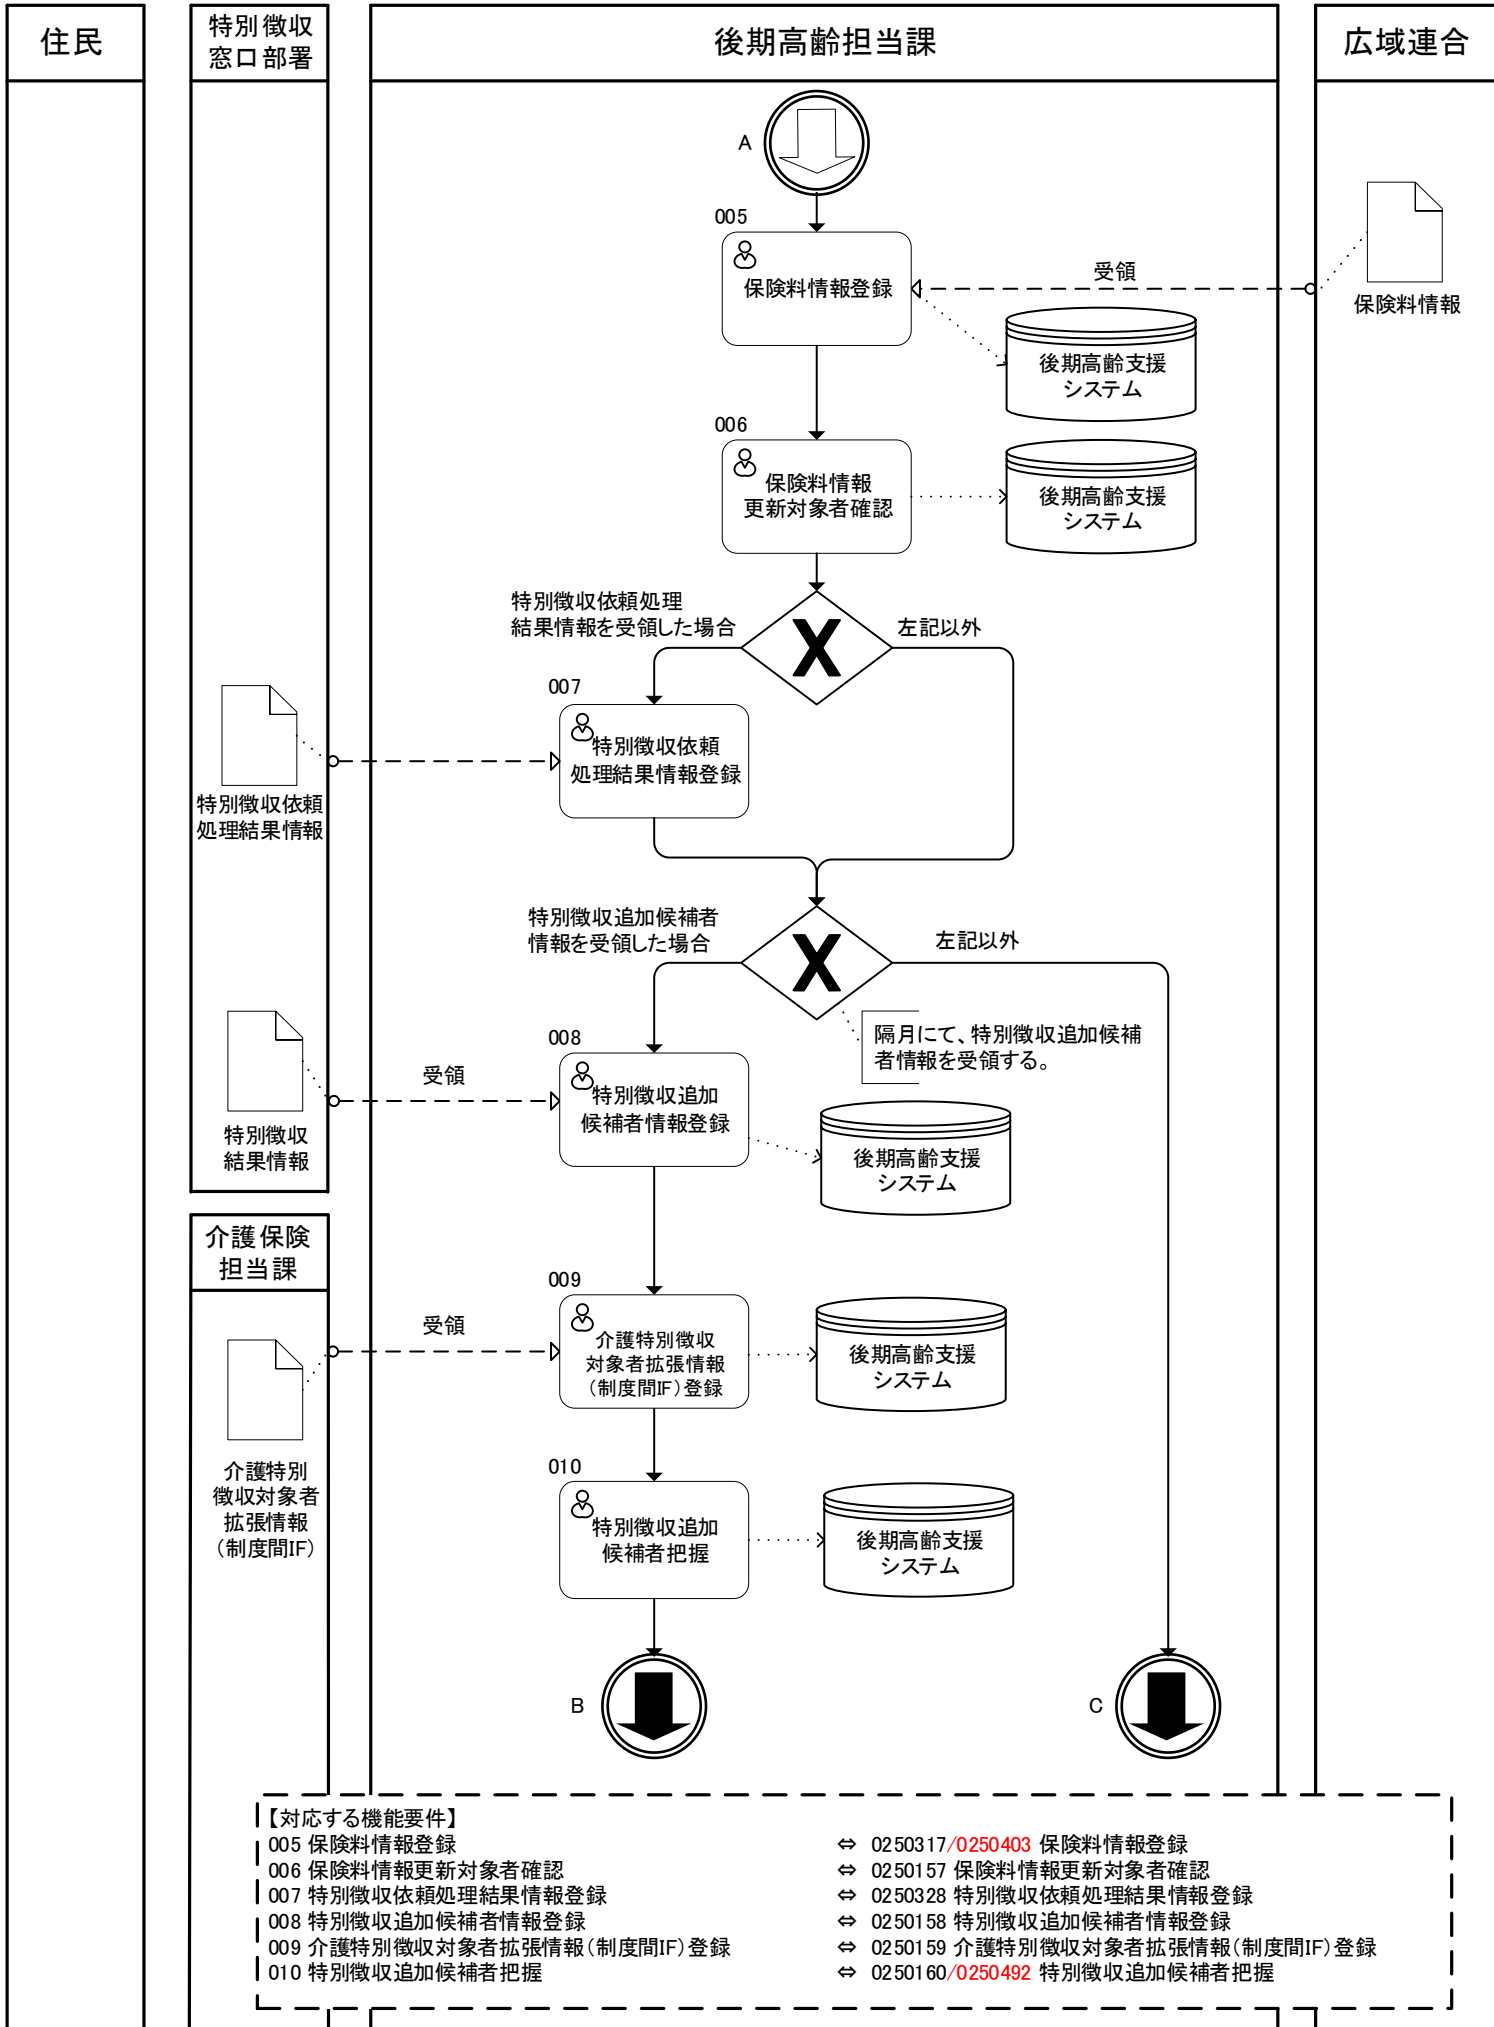 住民
特別徴収
窓口部署
後期高齢担当課
広域連合
A
005
保険料情報登録
受領
保険料情報
後期高齢支援
システム
006
保険料情報
更新対象者確認
後期高齢支援
システム
特別徴収依頼処理
結果情報を受領した場合
左記以外
007
特別徴収依頼
処理結果情報登録
特別徴収依頼
処理結果情報
特別徴収追加候補者
情報を受領した場合
左記以外
隔月にて、特別徴収追加候補
者情報を受領する。
008
特別徴収追加
候補者情報登録
受領
特別徴収
結果情報
後期高齢支援
システム
介護保険
担当課
009
介護特別徴収
対象者拡張情報
（制度間IF）登録
受領
後期高齢支援
システム
介護特別
徴収対象者
拡張情報
（制度間IF）
010
特別徴収追加
候補者把握
後期高齢支援
システム
B
C
【対応する機能要件】
005 保険料情報登録 ⇔ 0250317/0250403 保険料情報登録
006 保険料情報更新対象者確認 ⇔ 0250157 保険料情報更新対象者確認
007 特別徴収依頼処理結果情報登録 ⇔ 0250328 特別徴収依頼処理結果情報登録
008 特別徴収追加候補者情報登録 ⇔ 0250158 特別徴収追加候補者情報登録
009 介護特別徴収対象者拡張情報（制度間IF）登録 ⇔ 0250159 介護特別徴収対象者拡張情報（制度間IF）登録
010 特別徴収追加候補者把握 ⇔ 0250160/0250492 特別徴収追加候補者把握